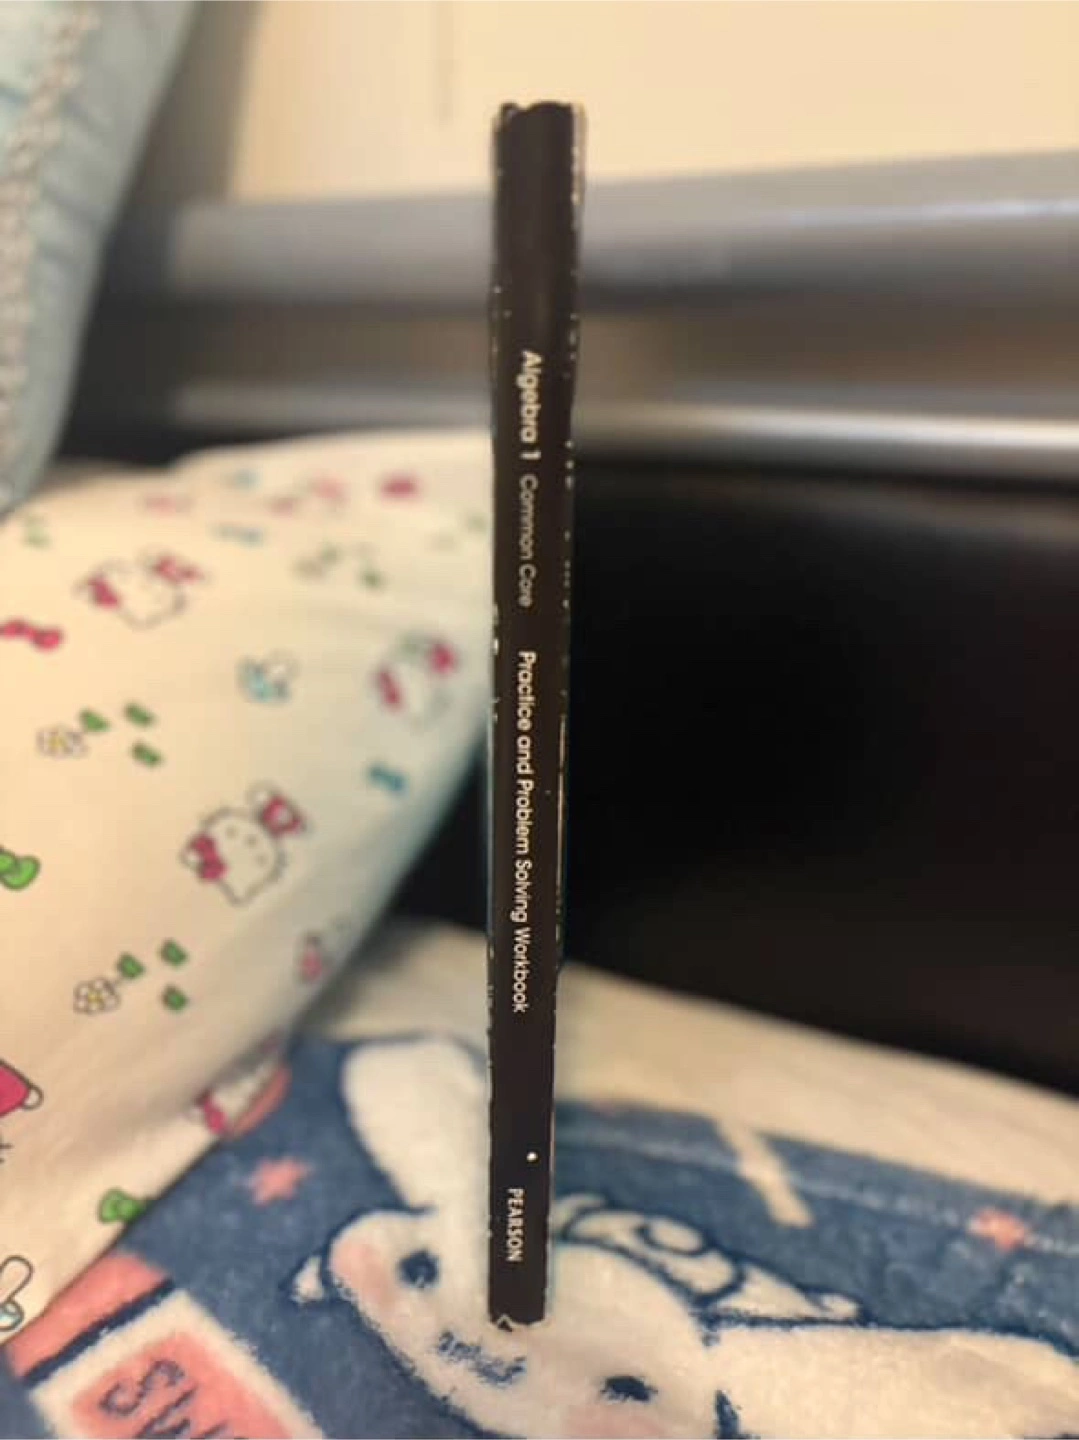 Algebra 1 Common Core Practice and Problem Solving Workbook PEARSON